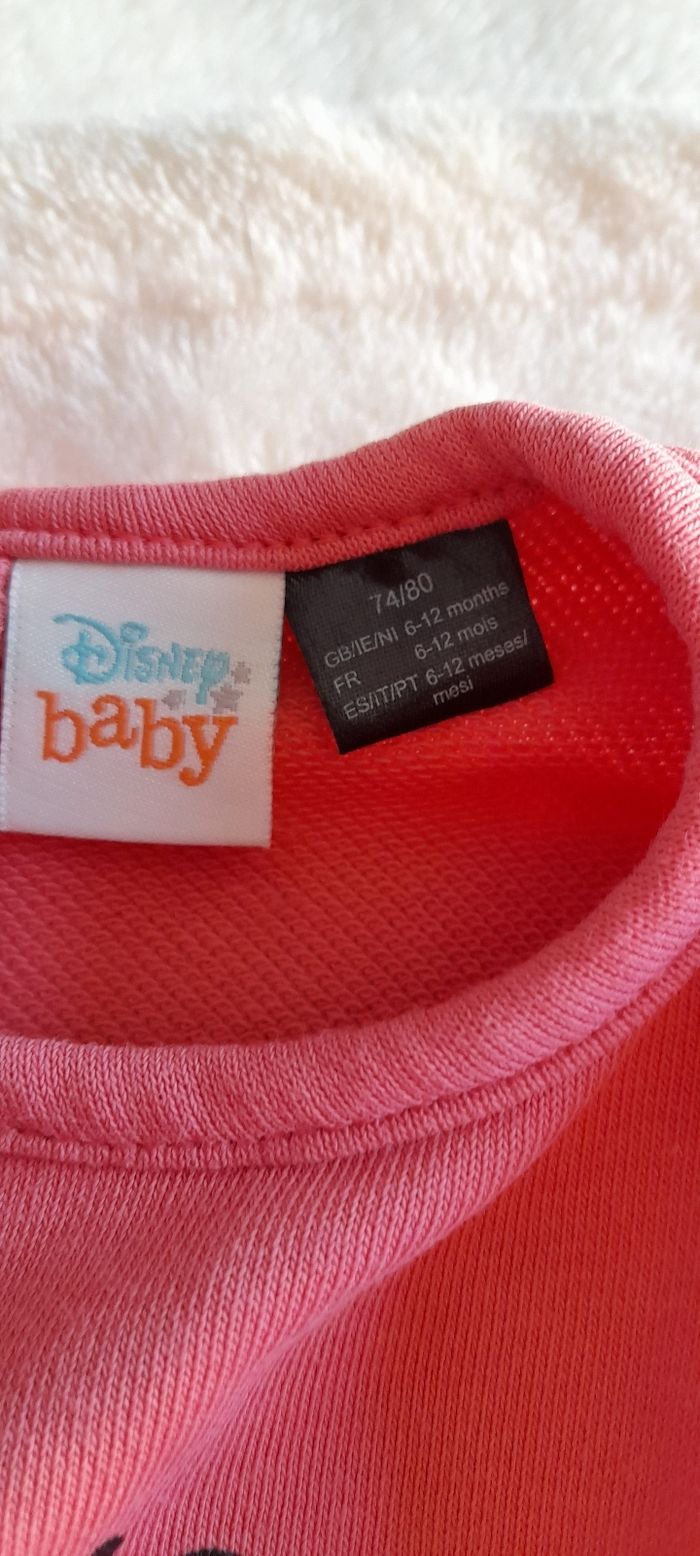 Disney
baby
74/80
GB/IE/NI 6-12 months
FR 6-12 mois
ES/IT/PT 6-12 meses/
mesi